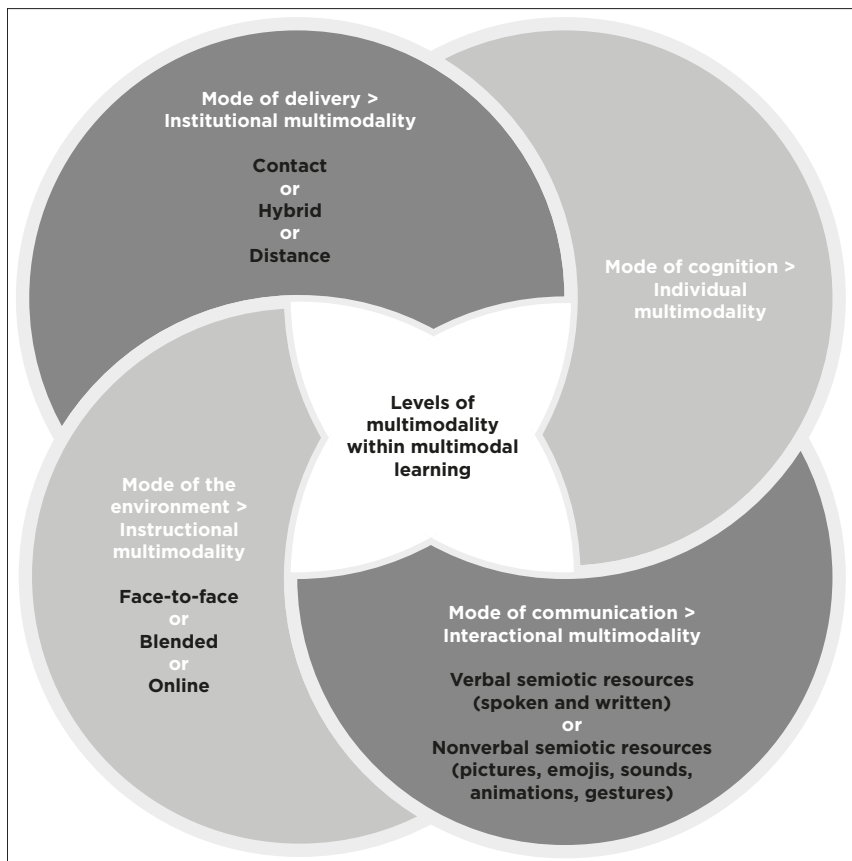 Mode of delivery >
Institutional multimodality
Contact
or
Hybrid
or
Distance
Mode of cognition >
Individual
multimodality
Levels of
multimodality
within multimodal
learning
Mode of the
environment >
Instructional
multimodality
Face-to-face
or
Blended
or
Online
Mode of communication >
Interactional multimodality
Verbal semiotic resources
(spoken and written)
or
Nonverbal semiotic resources
(pictures, emojis, sounds,
animations, gestures)